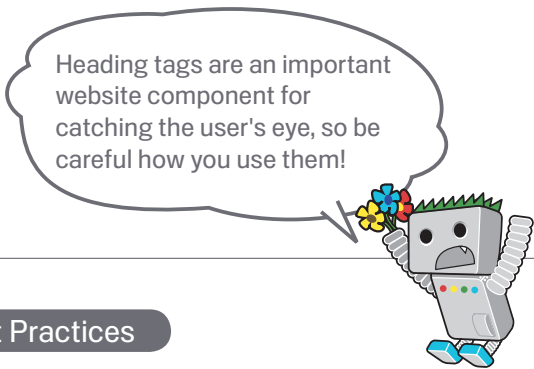 Heading tags are an important
website component for
catching the user's eye, so be
careful how you use them!
Practices